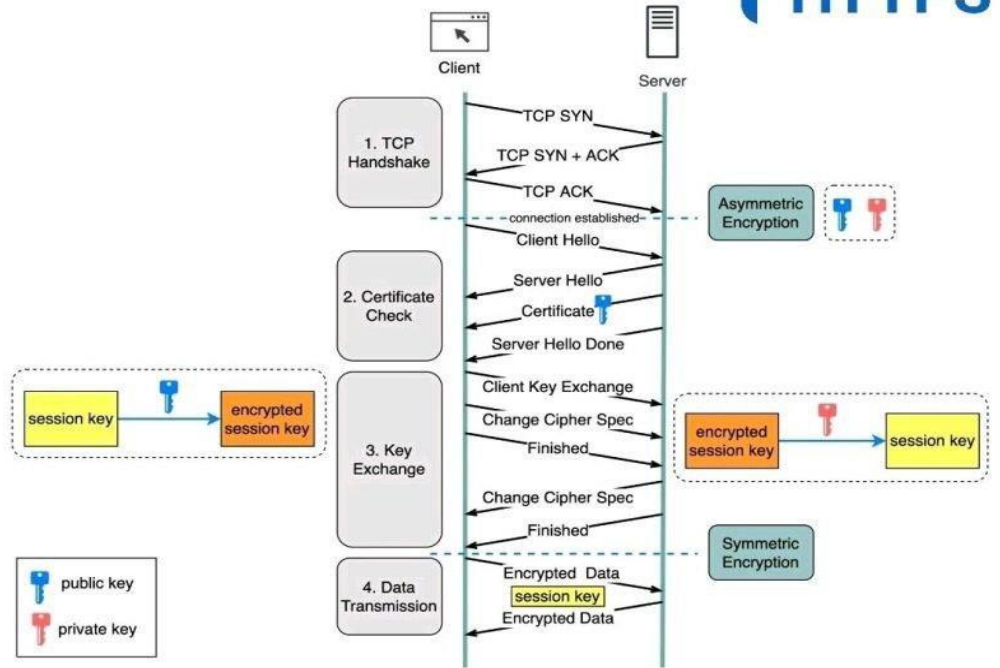 Client
Server
1. TCP
Handshake
TCP SYN
TCP SYN + ACK
TCP ACK
connection established
Asymmetric
Encryption
Client Hello
2. Certificate
Check
Server Hello
Certificate
Server Hello Done
3. Key
Exchange
Client Key Exchange
Change Cipher Spec
Finished
Change Cipher Spec
Finished
session key
encrypted
session key
encrypted
session key
session key
Symmetric
Encryption
4. Data
Transmission
Encrypted Data
session key
Encrypted Data
public key
private key